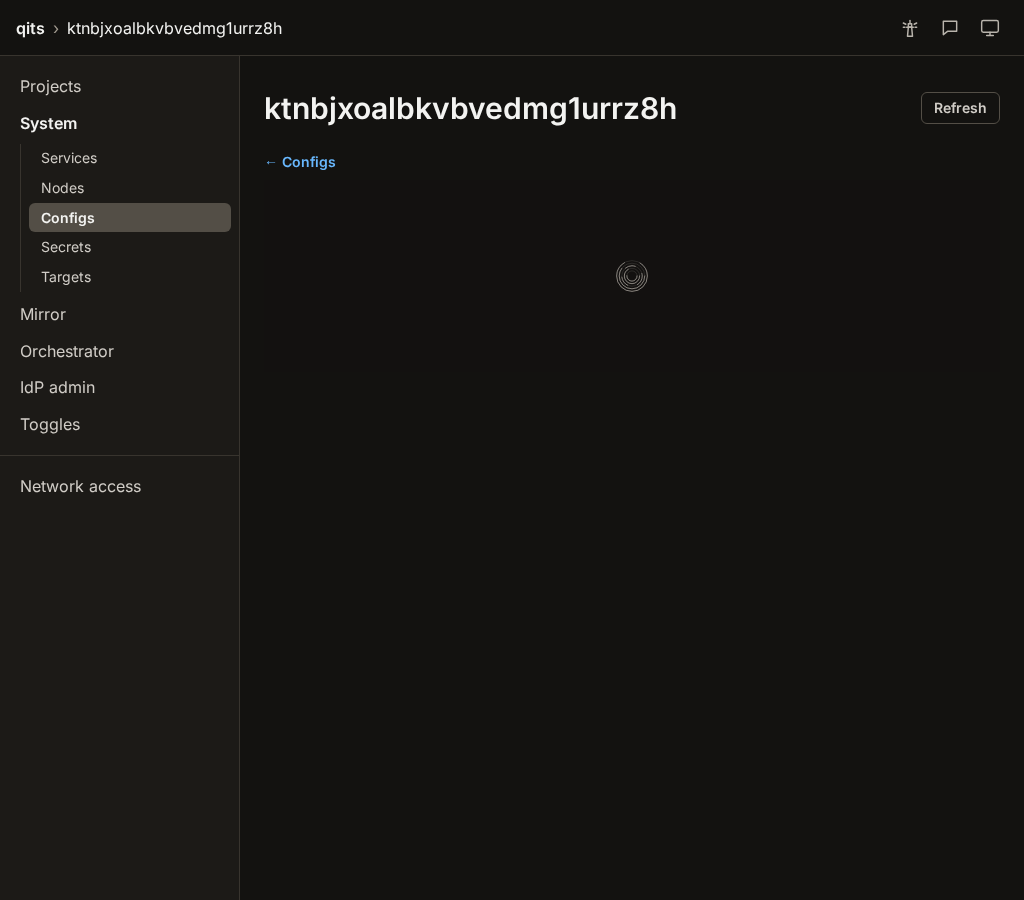 qits › ktnbjxoalbkvbvedmg1urrz8h
Projects
System
Services
Nodes
Configs
Secrets
Targets
Mirror
Orchestrator
IdP admin
Toggles
Network access
ktnbjxoalbkvbvedmg1urrz8h
Refresh
← Configs